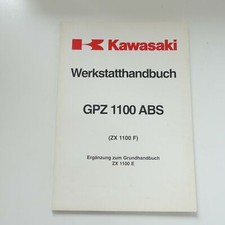 Kawasaki
Werkstatthandbuch
GPZ 1100 ABS
(ZX 1100 F)
Ergänzung zum Grundhandbuch
ZX 1100 E